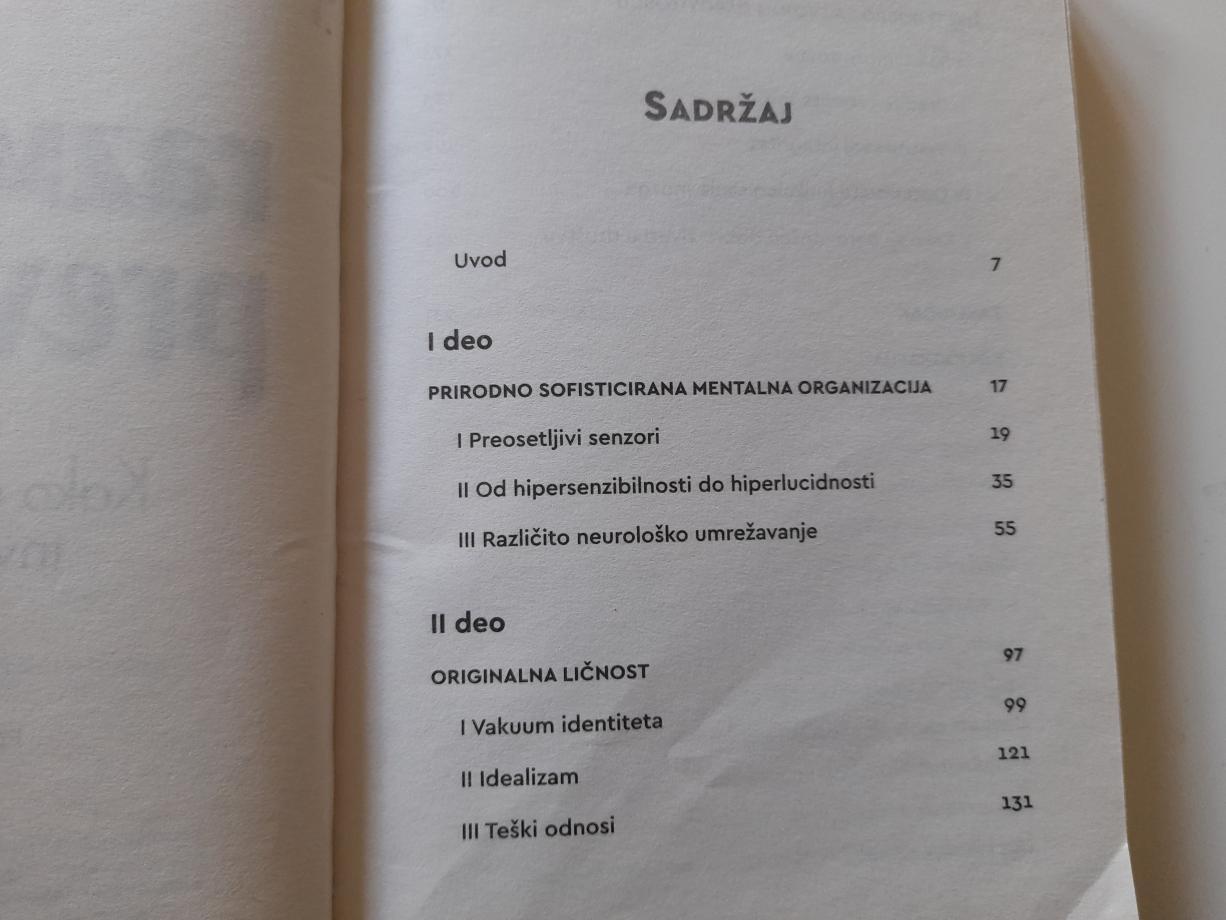 SADRŽAJ
Uvod 7
I deo
PRIRODNO SOFISTICIRANA MENTALNA ORGANIZACIJA 17
I Preosetljivi senzori 19
II Od hipersenzibilnosti do hiperlucidnosti 35
III Različito neurološko umrežavanje 55
II deo
ORIGINALNA LIČNOST 97
I Vakuum identiteta 99
II Idealizam 121
III Teški odnosi 131